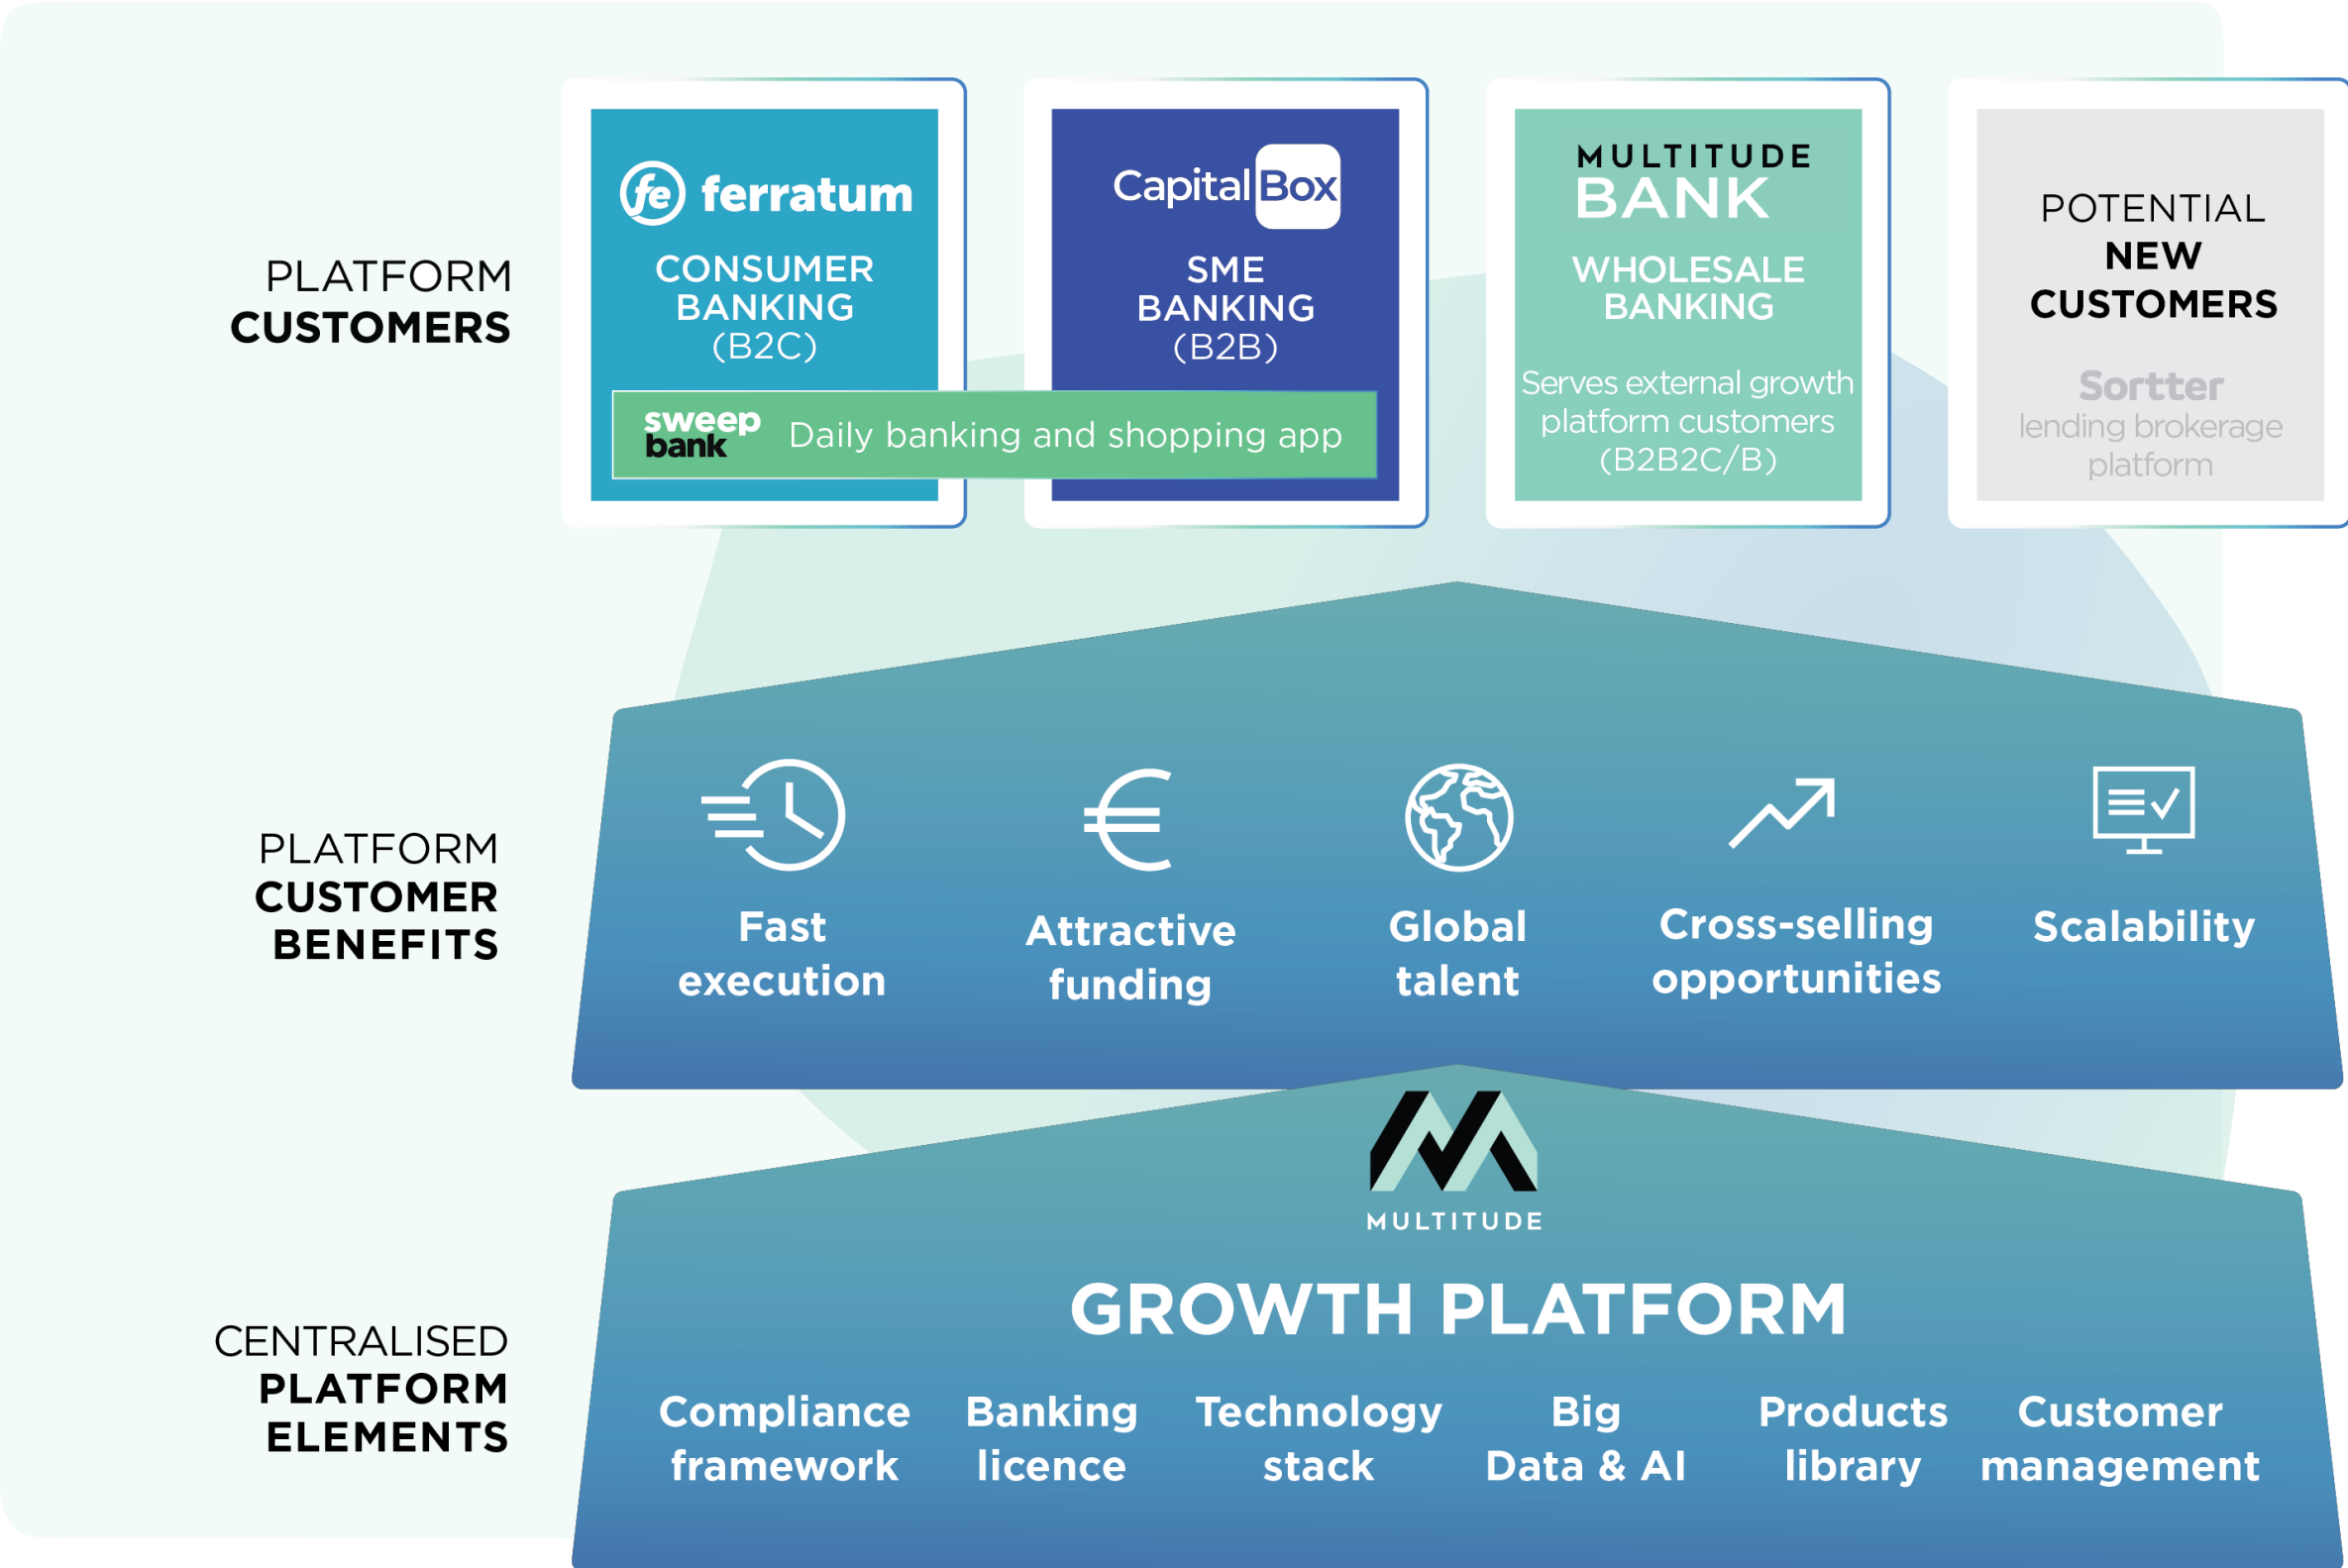 PLATFORM
CUSTOMERS
fe ferratum
CONSUMER
BANKING
(B2C)
CapitalBox
SME
BANKING
(B2B)
sweep
bank
Daily banking and shopping app
MULTITUDE
BANK
WHOLESALE
BANKING
Serves external growth
platform customers
(B2B2C/B)
POTENTIAL
NEW
CUSTOMERS
Sortter
lending brokerage
platform
PLATFORM
CUSTOMER
BENEFITS
Fast
execution
€
Attractive
funding
Global
talent
Cross-selling
opportunities
Scalability
CENTRALISED
PLATFORM
ELEMENTS
MULTITUDE
GROWTH PLATFORM
Compliance
framework
Banking
licence
Technology
stack
Big
Data & AI
Products
library
Customer
management